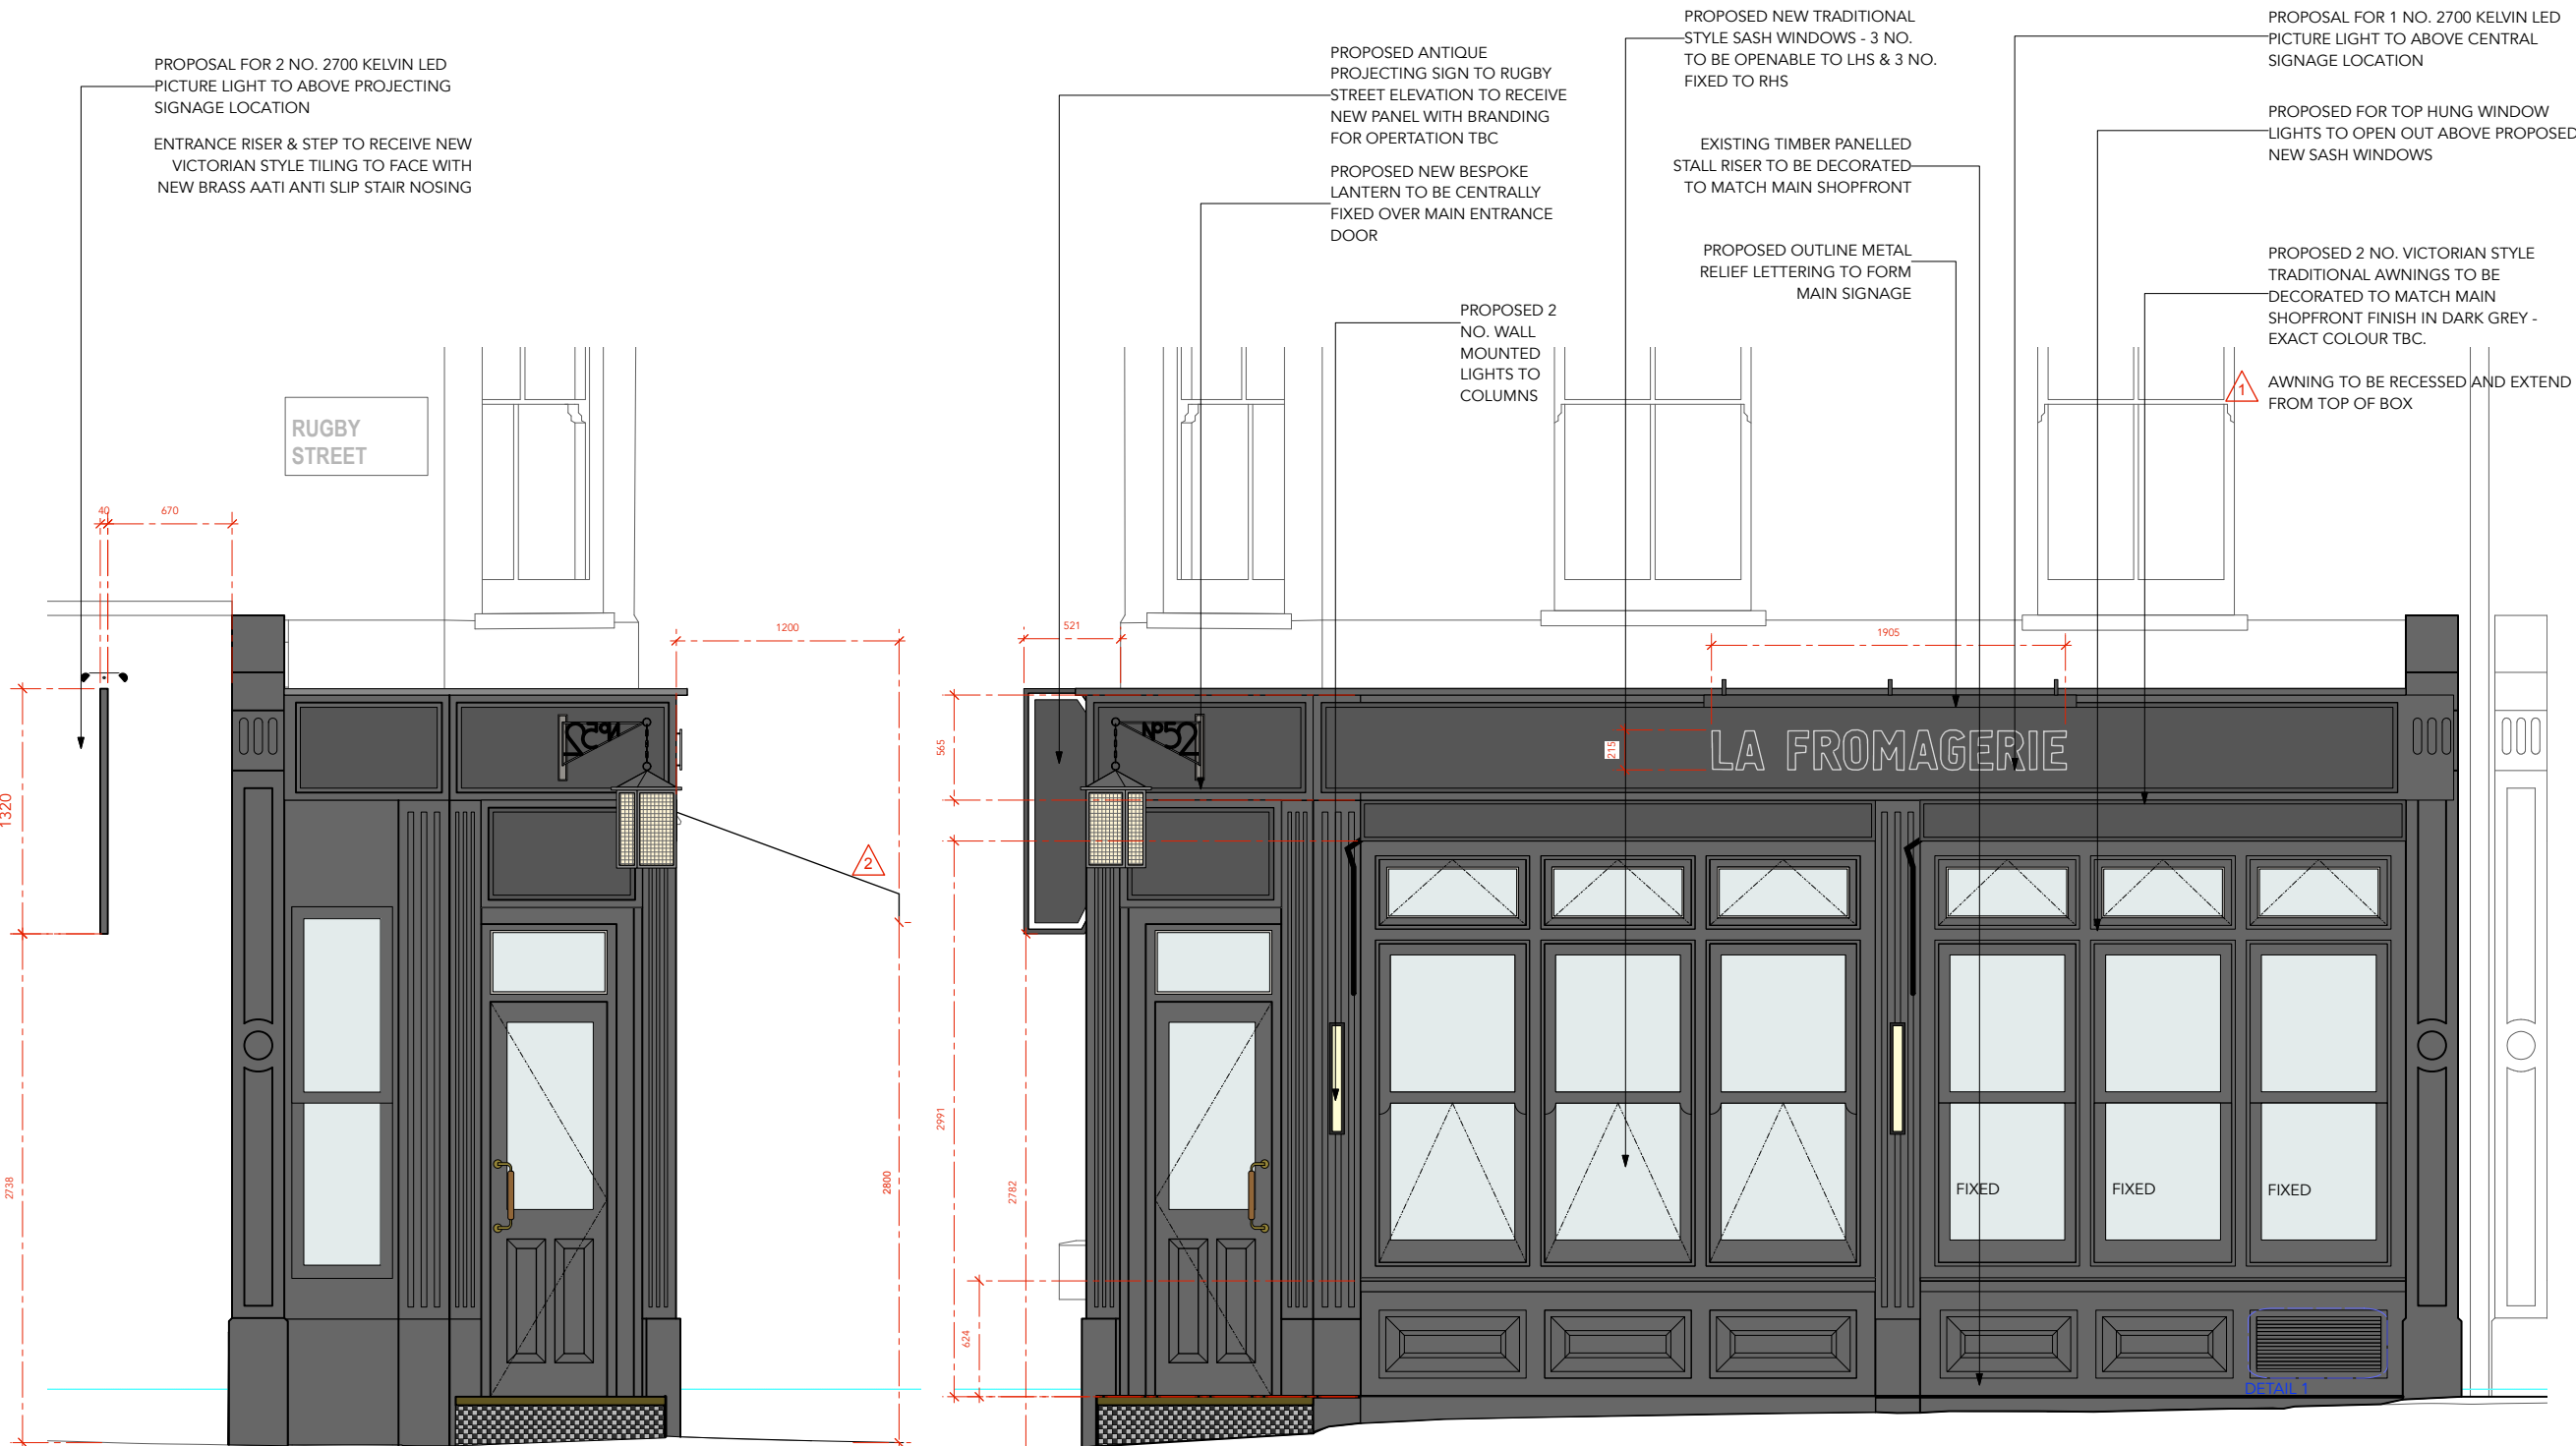 PROPOSAL FOR 2 NO. 2700 KELVIN LED
PICTURE LIGHT TO ABOVE PROJECTING
SIGNAGE LOCATION
ENTRANCE RISER & STEP TO RECEIVE NEW
VICTORIAN STYLE TILING TO FACE WITH
NEW BRASS AATI ANTI SLIP STAIR NOSING
PROPOSED ANTIQUE
PROJECTING SIGN TO RUGBY
STREET ELEVATION TO RECEIVE
NEW PANEL WITH BRANDING
FOR OPERTATION TBC
PROPOSED NEW BESPOKE
LANTERN TO BE CENTRALLY
FIXED OVER MAIN ENTRANCE
DOOR
PROPOSED 2
NO. WALL
MOUNTED
LIGHTS TO
COLUMNS
PROPOSED NEW TRADITIONAL
STYLE SASH WINDOWS - 3 NO.
TO BE OPENABLE TO LHS & 3 NO.
FIXED TO RHS
EXISTING TIMBER PANELLED
STALL RISER TO BE DECORATED
TO MATCH MAIN SHOPFRONT
PROPOSED OUTLINE METAL
RELIEF LETTERING TO FORM
MAIN SIGNAGE
PROPOSAL FOR 1 NO. 2700 KELVIN LED
PICTURE LIGHT TO ABOVE CENTRAL
SIGNAGE LOCATION
PROPOSED FOR TOP HUNG WINDOW
LIGHTS TO OPEN OUT ABOVE PROPOSED
NEW SASH WINDOWS
PROPOSED 2 NO. VICTORIAN STYLE
TRADITIONAL AWNINGS TO BE
DECORATED TO MATCH MAIN
SHOPFRONT FINISH IN DARK GREY -
EXACT COLOUR TBC.
1
AWNING TO BE RECESSED AND EXTEND
FROM TOP OF BOX
RUGBY
STREET
40
670
1200
1320
2738
2
2800
Nº52
521
1905
565
215
LA FROMAGERIE
Nº52
2991
2782
624
FIXED
FIXED
FIXED
DETAIL 1